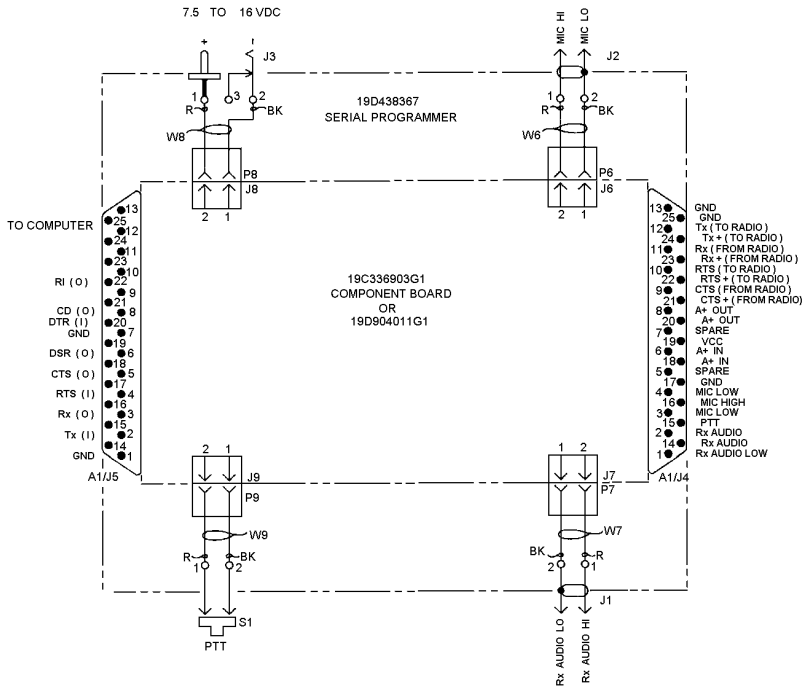 7.5 TO 16 VDC
+
-
J3
MIC HI
MIC LO
J2
1
3
2
R
BK
W8
19D438367
SERIAL PROGRAMMER
1
2
R
BK
W6
P8
J8
2
1
P6
J6
2
1
TO COMPUTER
13
25
12
24
11
23
10
RI (O) 22
9
21
CD (O) 8
DTR (I) 20
GND 7
19
DSR (O) 6
18
CTS (O) 5
17
RTS (I) 4
16
Rx (O) 3
15
Tx (I) 2
14
GND 1
A1/J5
19C336903G1
COMPONENT BOARD
OR
19D904011G1
13 GND
25 GND
12 Tx (TO RADIO)
24 Tx + (TO RADIO)
11 Rx (FROM RADIO)
23 Rx + (FROM RADIO)
10 RTS (TO RADIO)
22 RTS + (TO RADIO)
9 CTS (FROM RADIO)
21 CTS + (FROM RADIO)
8 A+ OUT
20 A+ OUT
7 SPARE
19 VCC
6 A+ IN
18 A+ IN
5 SPARE
17 GND
4 MIC LOW
16 MIC HIGH
3 MIC LOW
15 PTT
2 Rx AUDIO
14 Rx AUDIO
1 Rx AUDIO LOW
A1/J4
2
1
J9
P9
W9
R
BK
1
2
S1
PTT
1
2
J7
P7
W7
BK
R
2
1
J1
Rx AUDIO LO
Rx AUDIO HI